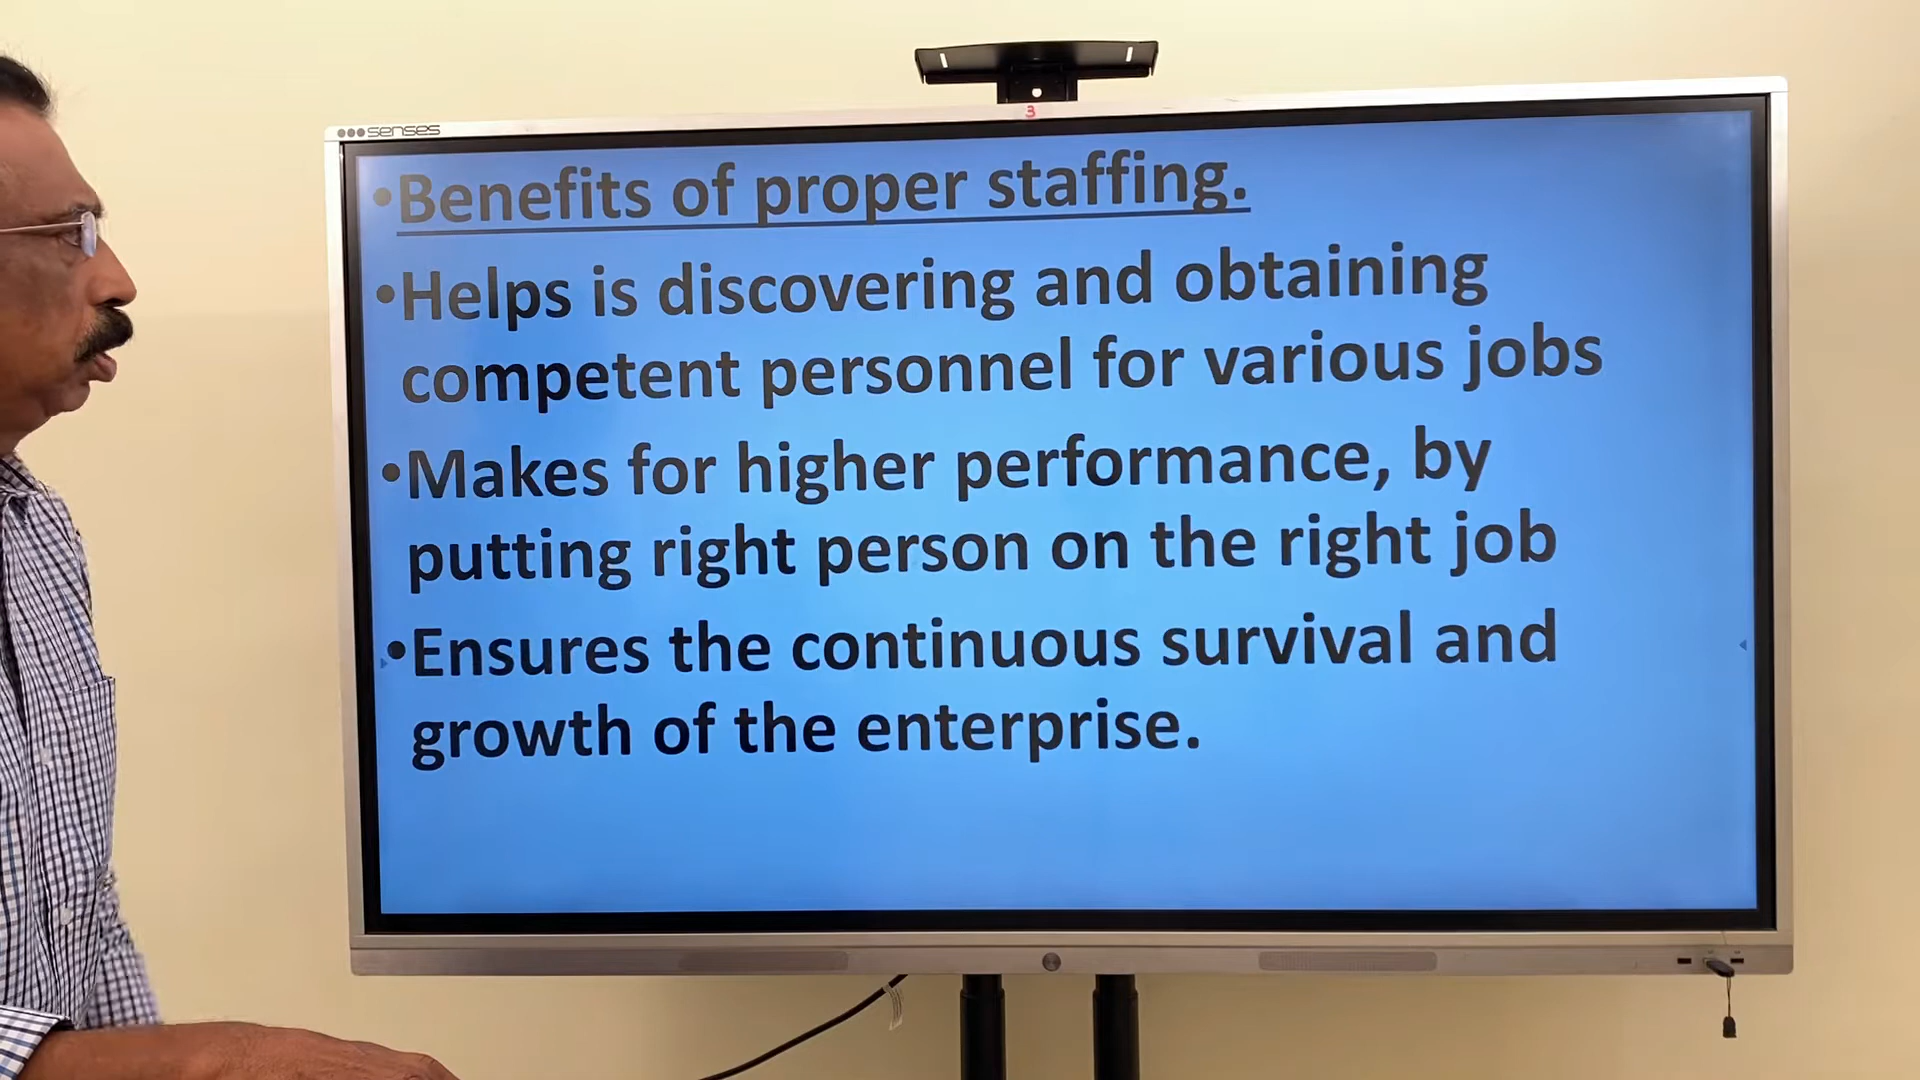 3
senses
•Benefits of proper staffing.
•Helps is discovering and obtaining
competent personnel for various jobs
•Makes for higher performance, by
putting right person on the right job
•Ensures the continuous survival and
growth of the enterprise.